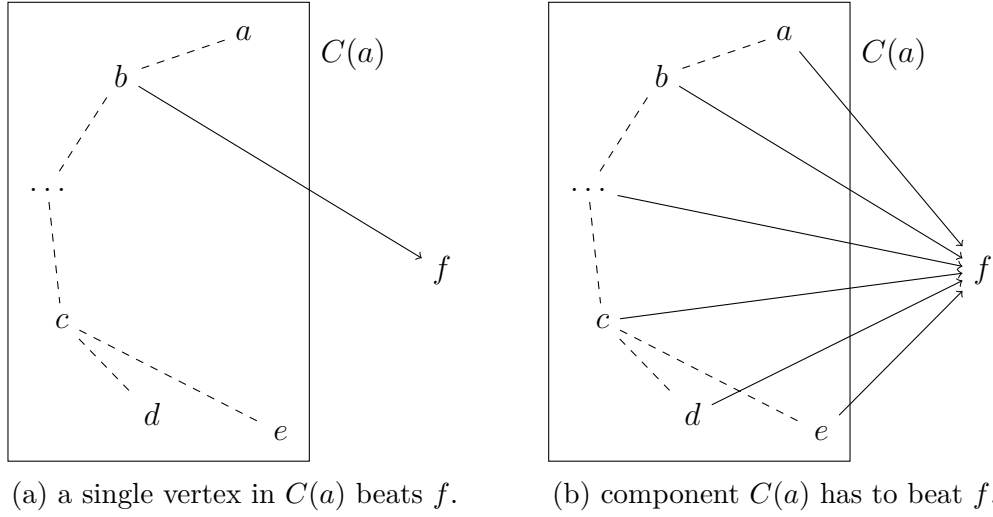 a
C(a)
b
...
f
c
d
e
(a) a single vertex in C(a) beats f.
a
C(a)
b
...
f
c
d
e
(b) component C(a) has to beat f.